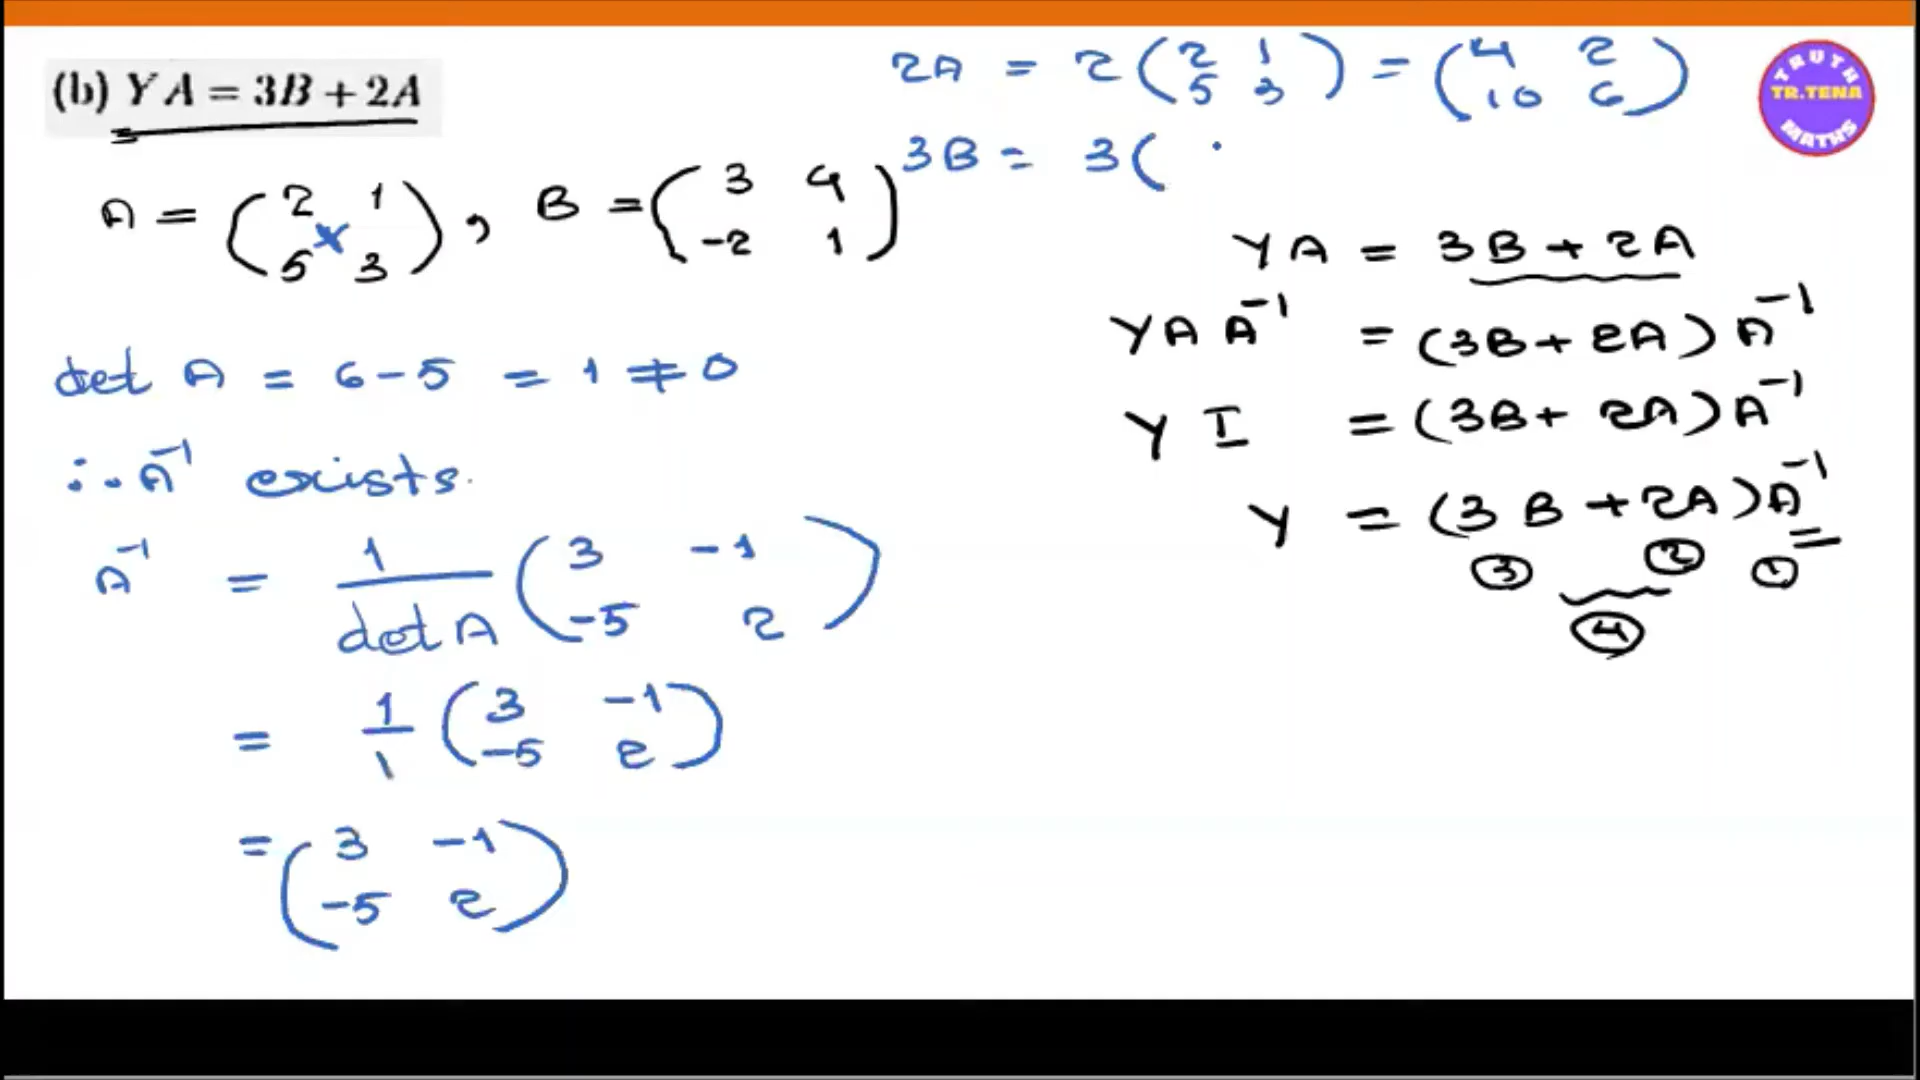 (b) YA = 3B + 2A
2A = 2 ( 2 1 ) = ( 4 2 )
5 3 10 6
3B = 3 (
TRUTH
TR.TENA
MATHS
A = ( 2 1 ) , B = ( 3 4 )
5 3 -2 1
det A = 6 - 5 = 1 ≠ 0
∴ A⁻¹ exists.
A⁻¹ = 1 ( 3 -1 )
det A -5 2
= 1 ( 3 -1 )
1 -5 2
= ( 3 -1 )
-5 2
YA = 3B + 2A
YA A⁻¹ = (3B + 2A) A⁻¹
Y I = (3B + 2A) A⁻¹
Y = (3B + 2A) A⁻¹
③ ② ①
④